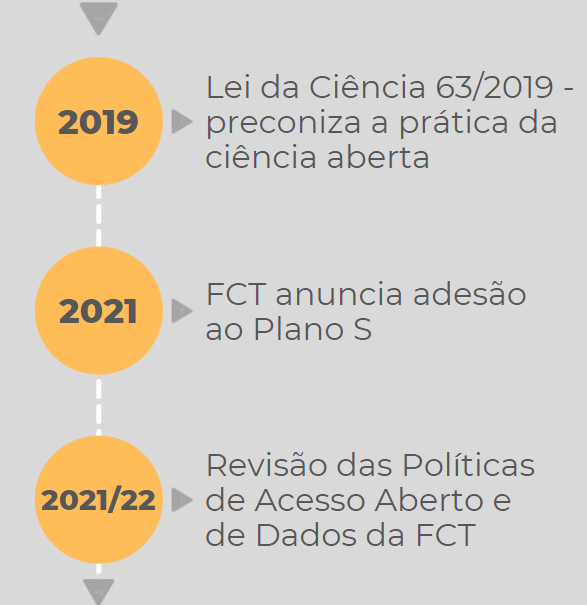 2019
Lei da Ciência 63/2019 -
preconiza a prática da
ciência aberta
2021
FCT anuncia adesão
ao Plano S
2021/22
Revisão das Políticas
de Acesso Aberto e
de Dados da FCT